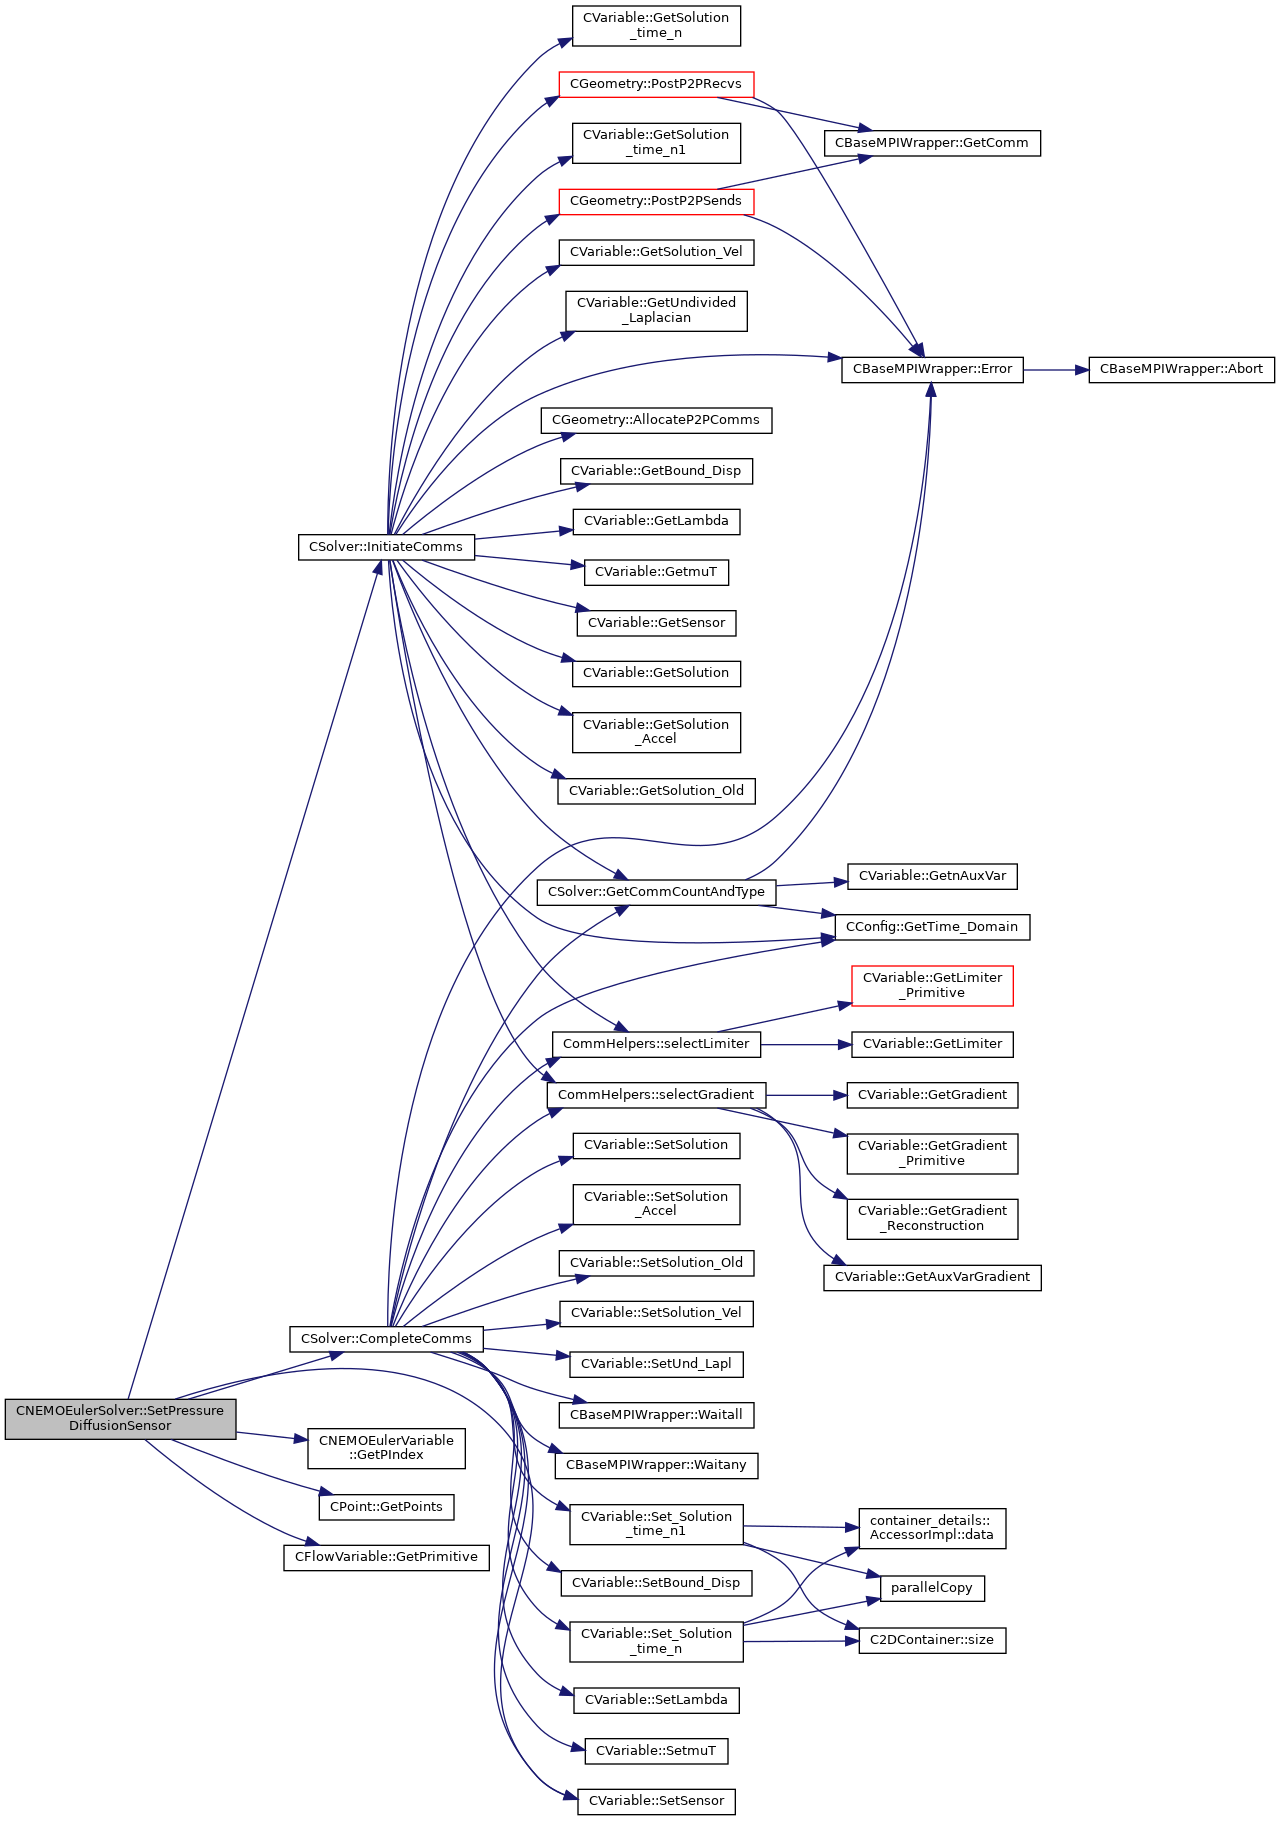 CVariable::GetSolution
_time_n
CGeometry::PostP2PRecvs
CVariable::GetSolution
_time_n1
CBaseMPIWrapper::GetComm
CGeometry::PostP2PSends
CVariable::GetSolution_Vel
CVariable::GetUndivided
_Laplacian
CBaseMPIWrapper::Error
CBaseMPIWrapper::Abort
CGeometry::AllocateP2PComms
CVariable::GetBound_Disp
CVariable::GetLambda
CSolver::InitiateComms
CVariable::GetmuT
CVariable::GetSensor
CVariable::GetSolution
CVariable::GetSolution
_Accel
CVariable::GetSolution_Old
CSolver::GetCommCountAndType
CVariable::GetnAuxVar
CConfig::GetTime_Domain
CVariable::GetLimiter
_Primitive
CommHelpers::selectLimiter
CVariable::GetLimiter
CommHelpers::selectGradient
CVariable::GetGradient
CVariable::SetSolution
CVariable::GetGradient
_Primitive
CVariable::SetSolution
_Accel
CVariable::GetGradient
_Reconstruction
CVariable::SetSolution_Old
CVariable::GetAuxVarGradient
CVariable::SetSolution_Vel
CSolver::CompleteComms
CVariable::SetUnd_Lapl
CNEMOEulerSolver::SetPressure
DiffusionSensor
CBaseMPIWrapper::Waitall
CNEMOEulerVariable
::GetPIndex
CBaseMPIWrapper::Waitany
CPoint::GetPoints
CVariable::Set_Solution
_time_n1
container_details::
AccessorImpl::data
CFlowVariable::GetPrimitive
CVariable::SetBound_Disp
parallelCopy
CVariable::Set_Solution
_time_n
C2DContainer::size
CVariable::SetLambda
CVariable::SetmuT
CVariable::SetSensor